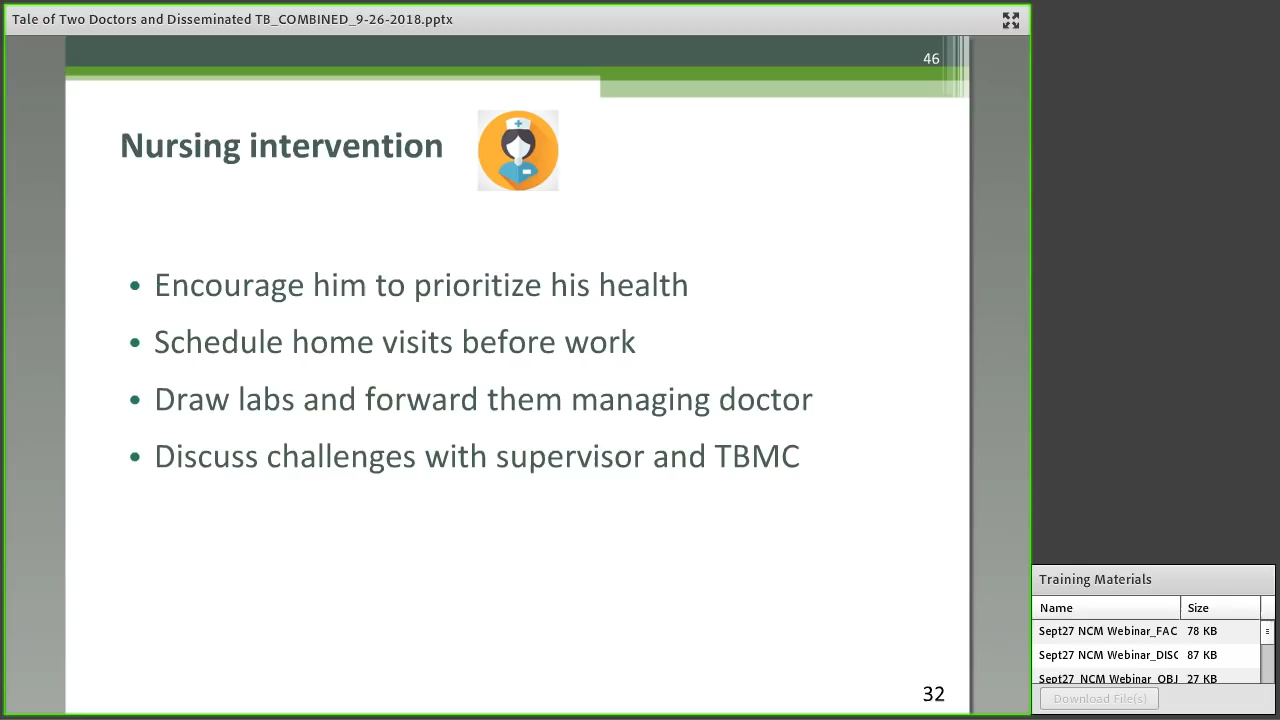 Tale of Two Doctors and Disseminated TB_COMBINED_9-26-2018.pptx
46
Nursing intervention
• Encourage him to prioritize his health
• Schedule home visits before work
• Draw labs and forward them managing doctor
• Discuss challenges with supervisor and TBMC
32
Training Materials
Name Size
Sept27 NCM Webinar_FAC 78 KB
Sept27 NCM Webinar_DISC 87 KB
Sept27_NCM Webinar_OBJ 27 KB
Download File(s)